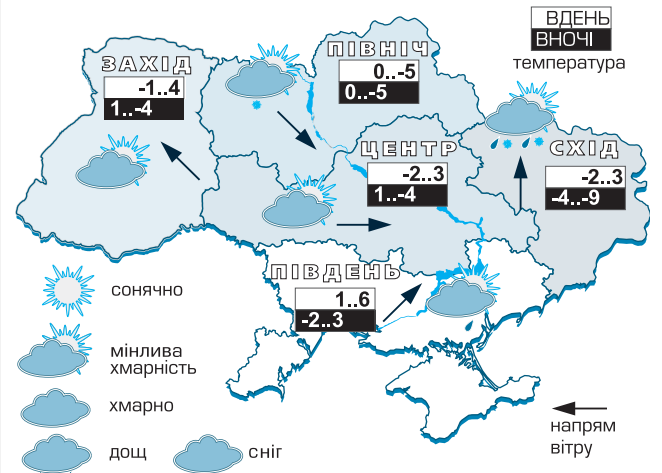 ВДЕНЬ
ВНОЧІ
температура
ЗАХІД
-1..4
1..-4
ПІВНІЧ
0..-5
0..-5
ЦЕНТР
-2..3
1..-4
СХІД
-2..3
-4..-9
ПІВДЕНЬ
1..6
-2..3
сонячно
мінлива
хмарність
хмарно
дощ
сніг
напрям
вітру